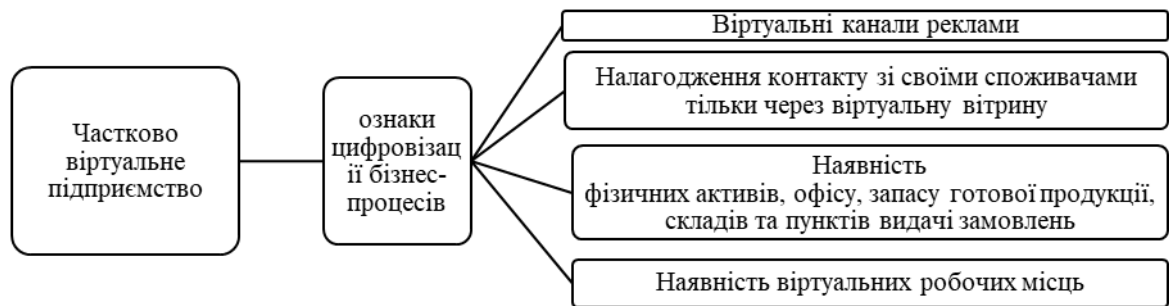 Частково
віртуальне
підприємство
ознаки
цифровізац
ії бізнес-
процесів
Віртуальні канали реклами
Налагодження контакту зі своїми споживачами
тільки через віртуальну вітрину
Наявність
фізичних активів, офісу, запасу готової продукції,
складів та пунктів видачі замовлень
Наявність віртуальних робочих місць